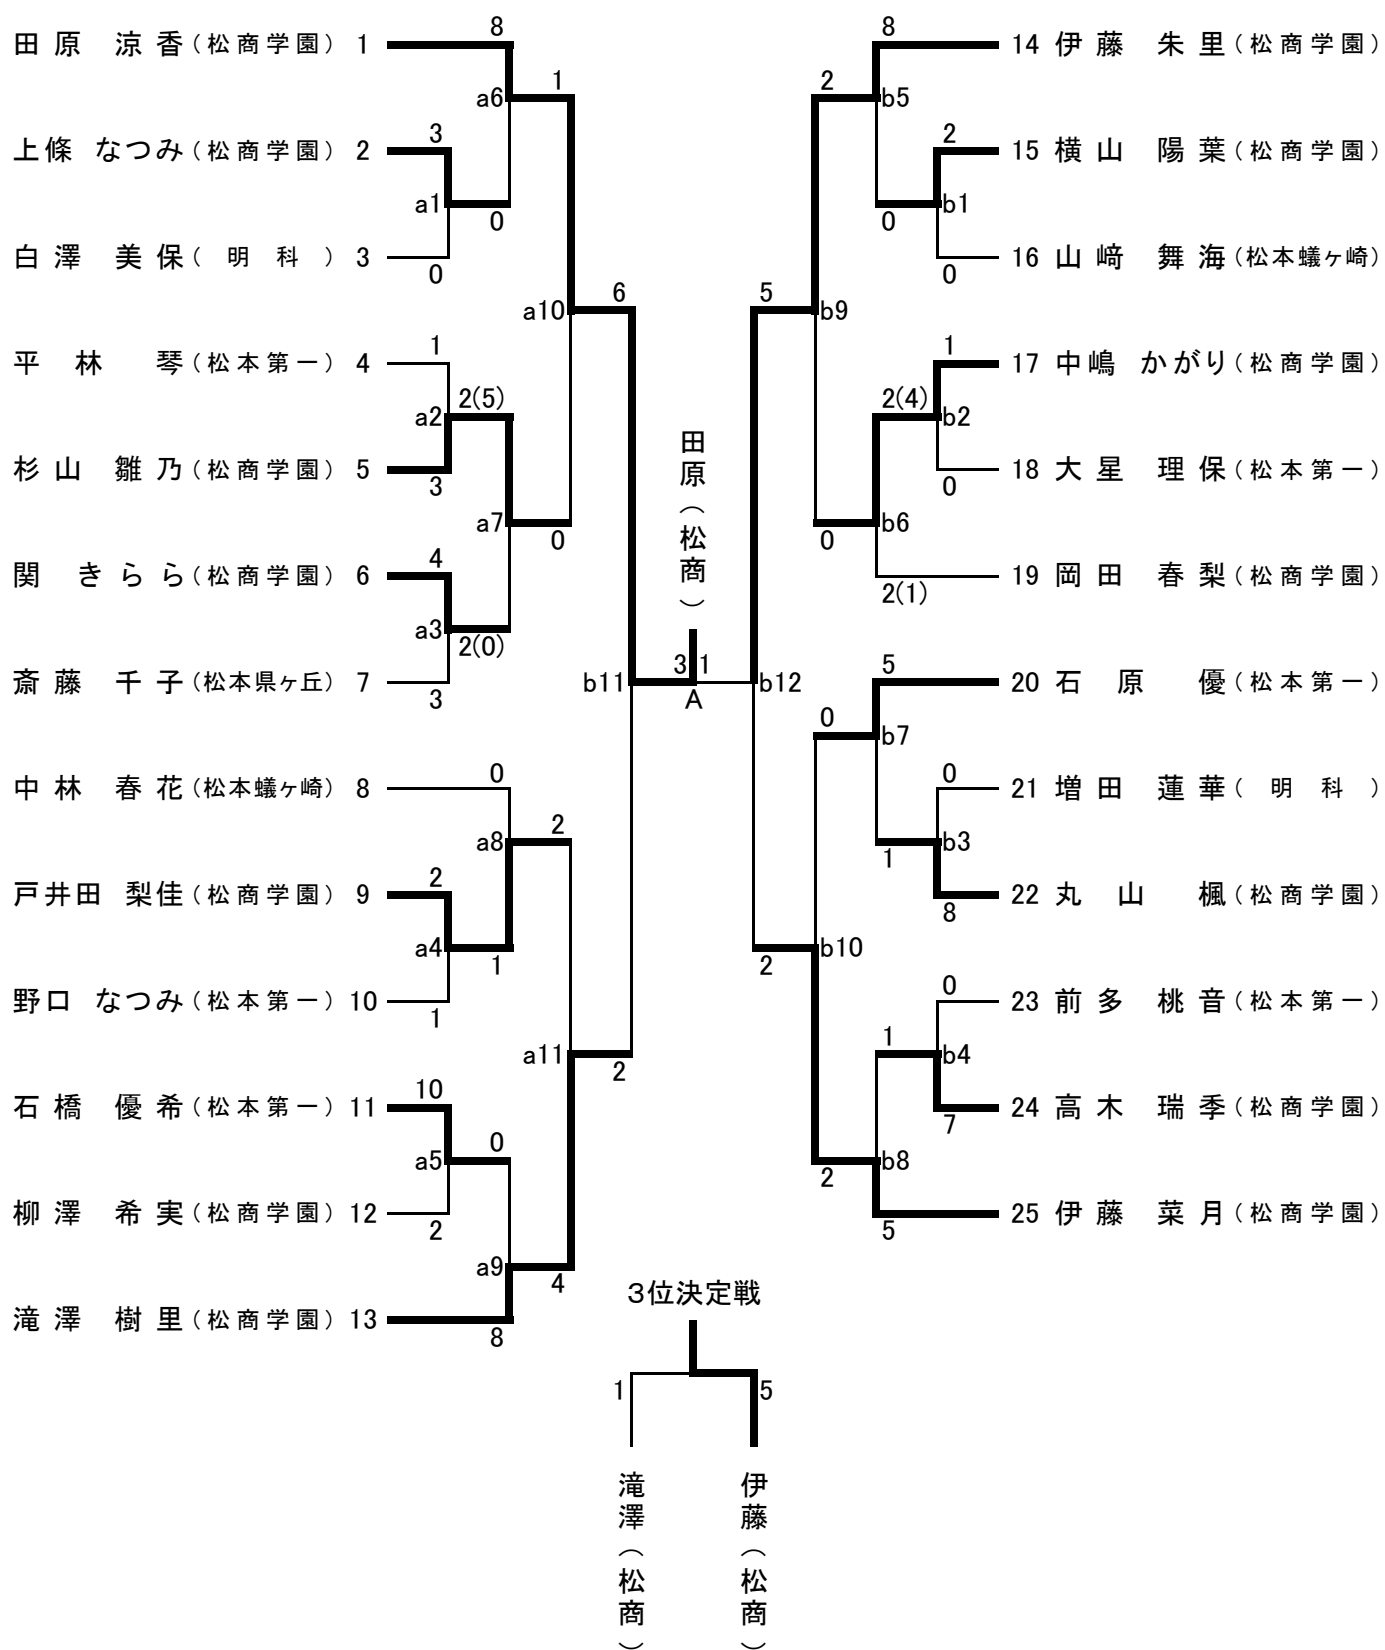 田原 涼香 (松商学園) 1
上條 なつみ (松商学園) 2
白澤 美保 (明科) 3
平林 琴 (松本第一) 4
杉山 雛乃 (松商学園) 5
関 きらら (松商学園) 6
斎藤 千子 (松本県ヶ丘) 7
中林 春花 (松本蟻ヶ崎) 8
戸井田 梨佳 (松商学園) 9
野口 なつみ (松本第一) 10
石橋 優希 (松本第一) 11
柳澤 希実 (松商学園) 12
滝澤 樹里 (松商学園) 13
8
3
a1
0
0
a6
1
1
a2
3
2(5)
4
a3
3
2(0)
a7
0
a10
6
0
2
a4
1
1
a8
2
10
a5
2
0
8
a9
4
a11
2
b11
田原(松商)
3 1
A
b12
5
2
b9
2
8
b5
0
2
b1
0
1
b2
0
2(4)
b6
2(1)
0
0
5
b7
0
b3
8
1
b10
0
b4
7
1
b8
5
2
14 伊藤 朱里 (松商学園)
15 横山 陽葉 (松商学園)
16 山﨑 舞海 (松本蟻ヶ崎)
17 中嶋 かがり (松商学園)
18 大星 理保 (松本第一)
19 岡田 春梨 (松商学園)
20 石原 優 (松本第一)
21 増田 蓮華 (明科)
22 丸山 楓 (松商学園)
23 前多 桃音 (松本第一)
24 高木 瑞季 (松商学園)
25 伊藤 菜月 (松商学園)
3位決定戦
1
5
滝澤(松商)
伊藤(松商)